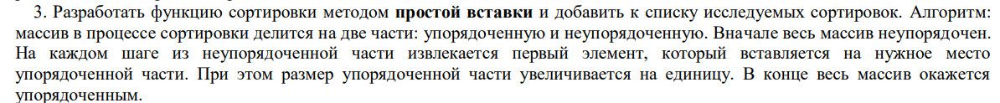 3. Разработать функцию сортировки методом простой вставки и добавить к списку исследуемых сортировок. Алгоритм:
массив в процессе сортировки делится на две части: упорядоченную и неупорядоченную. Вначале весь массив неупорядочен.
На каждом шаге из неупорядоченной части извлекается первый элемент, который вставляется на нужное место
упорядоченной части. При этом размер упорядоченной части увеличивается на единицу. В конце весь массив окажется
упорядоченным.